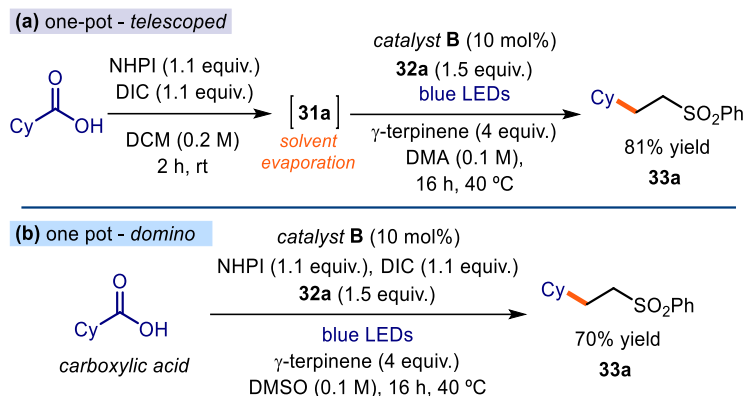 (a) one-pot - telescoped
O
Cy
OH
NHPI (1.1 equiv.)
DIC (1.1 equiv.)
DCM (0.2 M)
2 h, rt
[31a]
solvent
evaporation
catalyst B (10 mol%)
32a (1.5 equiv.)
blue LEDs
γ-terpinene (4 equiv.)
DMA (0.1 M),
16 h, 40 ºC
Cy
SO₂Ph
81% yield
33a
(b) one pot - domino
O
Cy
OH
carboxylic acid
catalyst B (10 mol%)
NHPI (1.1 equiv.), DIC (1.1 equiv.)
32a (1.5 equiv.)
blue LEDs
γ-terpinene (4 equiv.)
DMSO (0.1 M), 16 h, 40 ºC
Cy
SO₂Ph
70% yield
33a